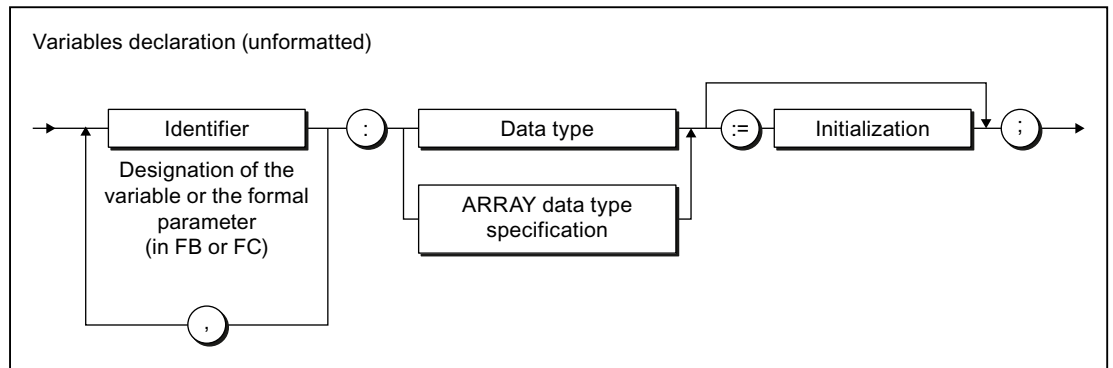 Variables declaration (unformatted)
Identifier
:
Data type
:=
Initialization
;
Designation of the
variable or the formal
parameter
(in FB or FC)
ARRAY data type
specification
,